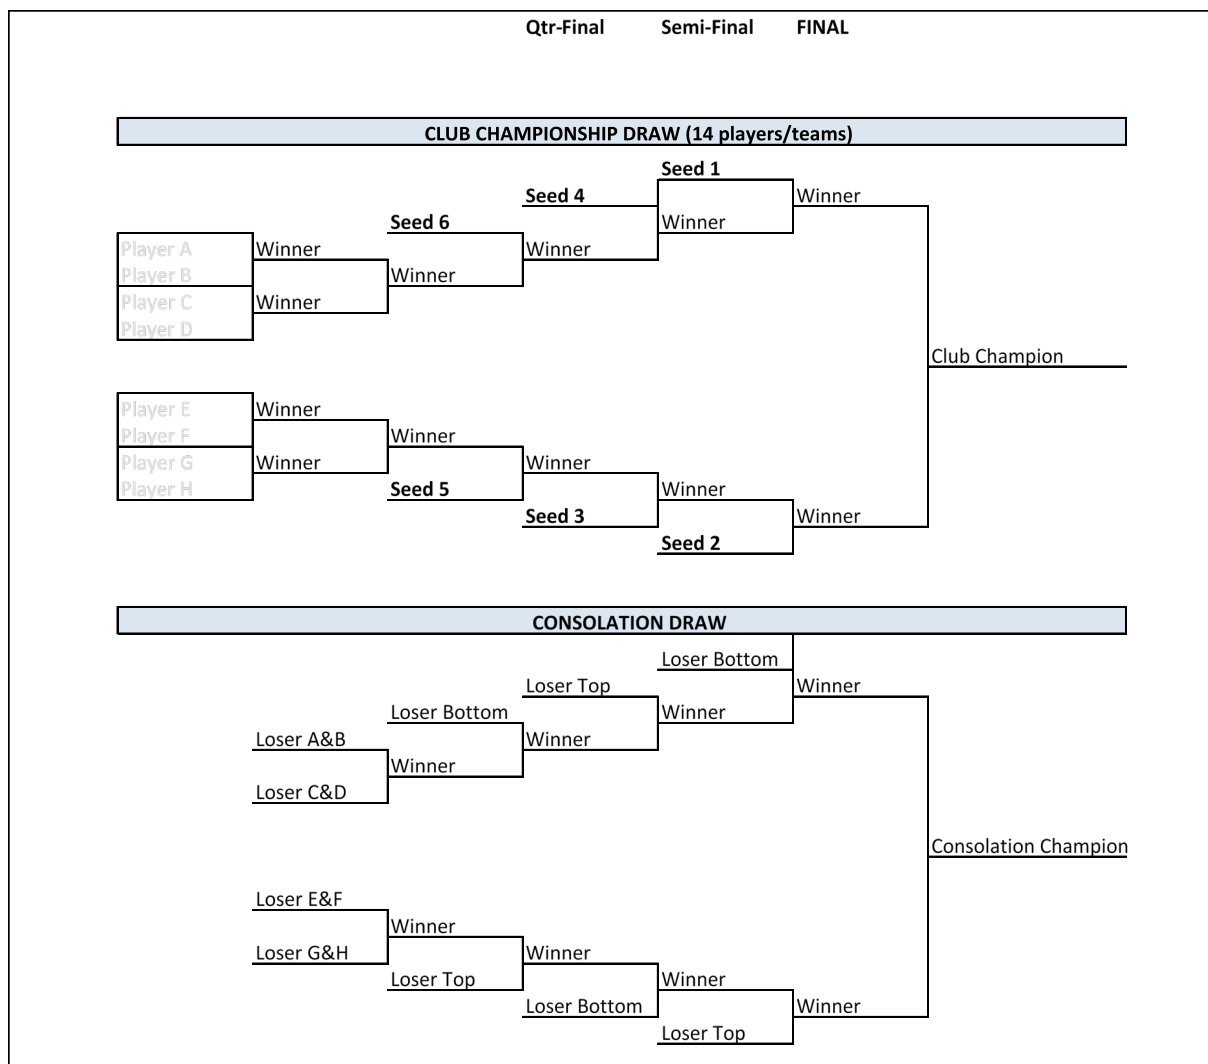 Qtr-Final Semi-Final FINAL
CLUB CHAMPIONSHIP DRAW (14 players/teams)
Seed 1
Seed 4 Winner
Seed 6 Winner
Player A Winner Winner
Player B Winner
Player C Winner
Player D
Club Champion
Player E Winner
Player F Winner
Player G Winner Winner
Player H Seed 5 Winner
Seed 3 Winner
Seed 2
CONSOLATION DRAW
Loser Bottom
Loser Top Winner
Loser Bottom Winner
Loser A&B Winner
Winner
Loser C&D
Consolation Champion
Loser E&F
Winner
Loser G&H Winner
Loser Top Winner
Loser Bottom Winner
Loser Top